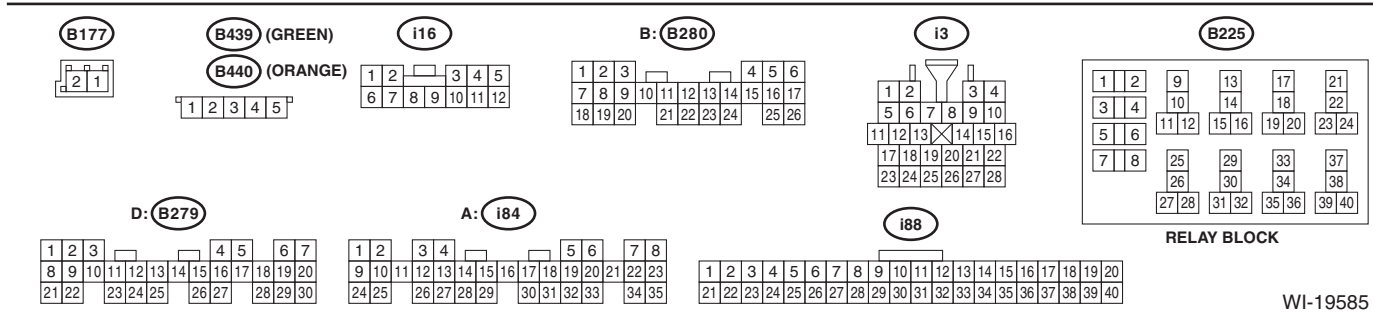 B177
2 1
B439 (GREEN)
B440 (ORANGE)
1 2 3 4 5
i16
1 2 3 4 5
6 7 8 9 10 11 12
B: B280
1 2 3 4 5 6
7 8 9 10 11 12 13 14 15 16 17
18 19 20 21 22 23 24 25 26
i3
1 2 3 4
5 6 7 8 9 10
11 12 13 14 15 16
17 18 19 20 21 22
23 24 25 26 27 28
B225
1 2 9 13 17 21
3 4 10 14 18 22
5 6 11 12 15 16 19 20 23 24
7 8 25 29 33 37
26 30 34 38
27 28 31 32 35 36 39 40
RELAY BLOCK
D: B279
1 2 3 4 5 6 7
8 9 10 11 12 13 14 15 16 17 18 19 20
21 22 23 24 25 26 27 28 29 30
A: i84
1 2 3 4 5 6 7 8
9 10 11 12 13 14 15 16 17 18 19 20 21 22 23
24 25 26 27 28 29 30 31 32 33 34 35
i88
1 2 3 4 5 6 7 8 9 10 11 12 13 14 15 16 17 18 19 20
21 22 23 24 25 26 27 28 29 30 31 32 33 34 35 36 37 38 39 40
WI-19585